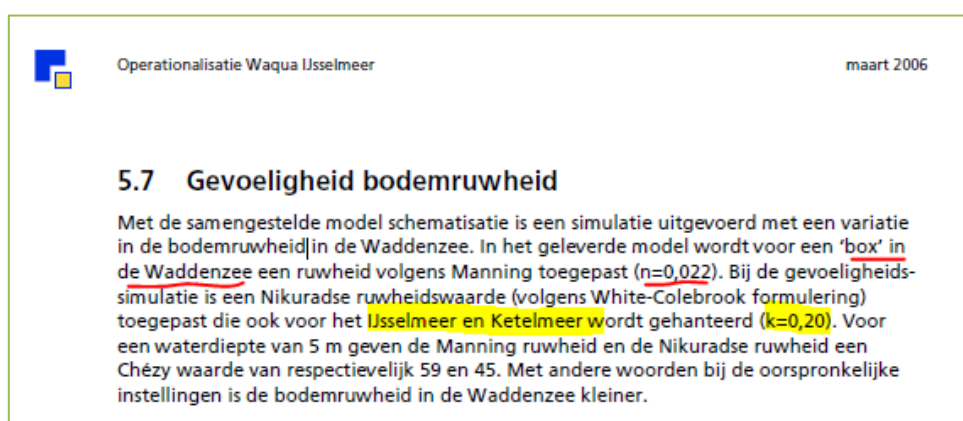 Operationalisatie Waqua IJsselmeer maart 2006
5.7 Gevoeligheid bodemruwheid
Met de samengestelde model schematisatie is een simulatie uitgevoerd met een variatie
in de bodemruwheid in de Waddenzee. In het geleverde model wordt voor een ‘box’ in
de Waddenzee een ruwheid volgens Manning toegepast (n=0,022). Bij de gevoeligheids-
simulatie is een Nikuradse ruwheidswaarde (volgens White-Colebrook formulering)
toegepast die ook voor het IJsselmeer en Ketelmeer wordt gehanteerd (k=0,20). Voor
een waterdiepte van 5 m geven de Manning ruwheid en de Nikuradse ruwheid een
Chézy waarde van respectievelijk 59 en 45. Met andere woorden bij de oorspronkelijke
instellingen is de bodemruwheid in de Waddenzee kleiner.